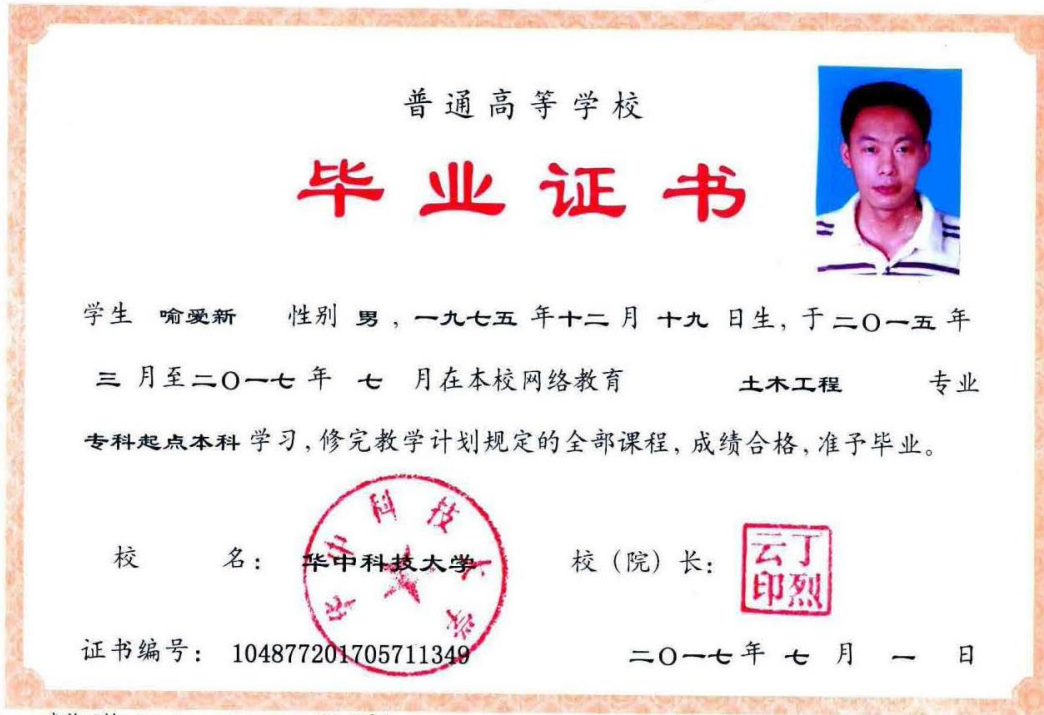 普通高等学校
毕业证书
学生 喻爱新 性别 男，一九七五 年十二月 十九 日生，于二〇一五 年
三 月至二〇一七 年 七 月在本校网络教育 土木工程 专业
专科起点本科 学习，修完教学计划规定的全部课程，成绩合格，准予毕业。
华中科技大学
校 名： 华中科技大学 校（院）长： 丁烈云印
证书编号： 104877201705711349 二〇一七年 七 月 一 日